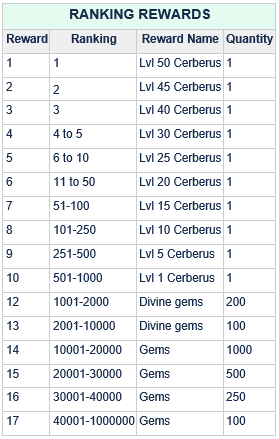 RANKING REWARDS
Reward Ranking Reward Name Quantity
1 1 Lvl 50 Cerberus 1
2 2 Lvl 45 Cerberus 1
3 3 Lvl 40 Cerberus 1
4 4 to 5 Lvl 30 Cerberus 1
5 6 to 10 Lvl 25 Cerberus 1
6 11 to 50 Lvl 20 Cerberus 1
7 51-100 Lvl 15 Cerberus 1
8 101-250 Lvl 10 Cerberus 1
9 251-500 Lvl 5 Cerberus 1
10 501-1000 Lvl 1 Cerberus 1
12 1001-2000 Divine gems 200
13 2001-10000 Divine gems 100
14 10001-20000 Gems 1000
15 20001-30000 Gems 500
16 30001-40000 Gems 250
17 40001-1000000 Gems 100